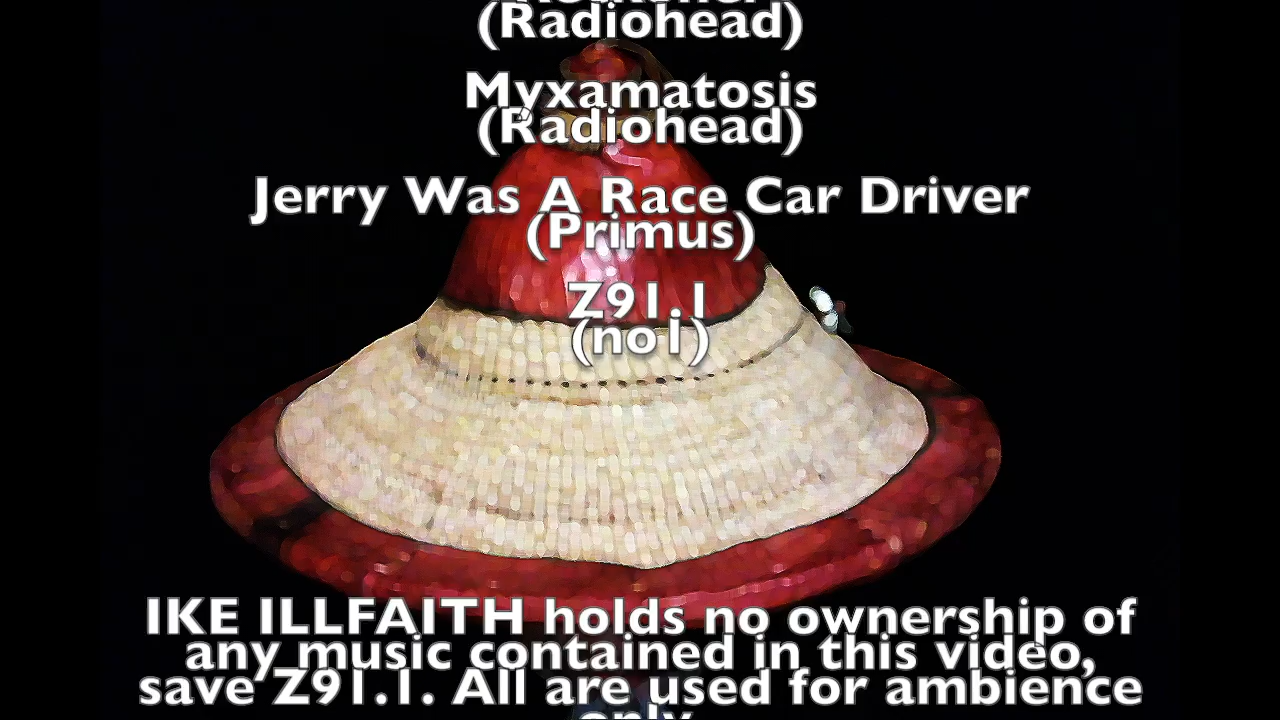 (Radiohead)
Myxamatosis
(Radiohead)
Jerry Was A Race Car Driver
(Primus)
Z91.1
(no1)
IKE ILLFAITH holds no ownership of
any music contained in this video,
save Z91.1. All are used for ambience
only